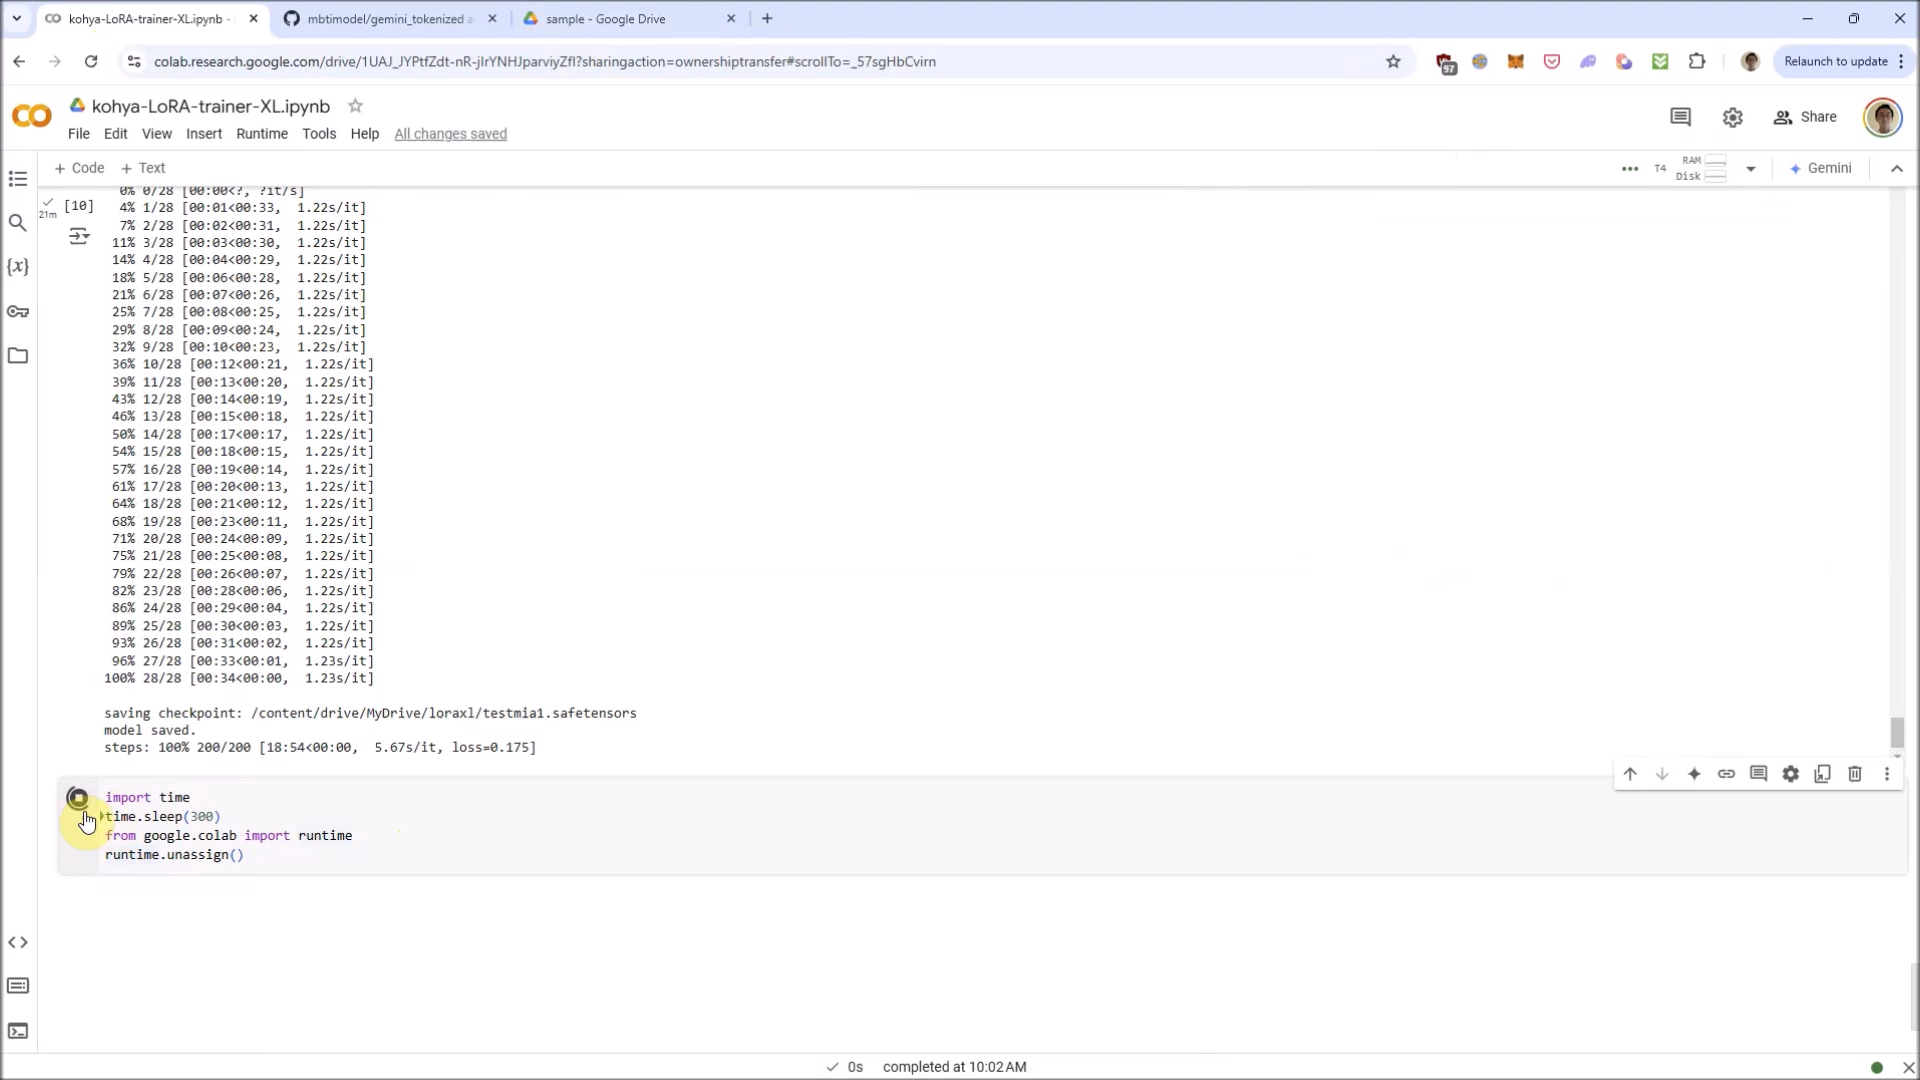 kohya-LoRA-trainer-XL.ipynb -
mbtimodel/gemini_tokenized a
sample - Google Drive
colab.research.google.com/drive/1UAJ_JYPtfZdt-nR-jlrYNHJparviyZfl?sharingaction=ownershiptransfer#scrollTo=_57sgHbCvirn
97
Relaunch to update
CO
kohya-LoRA-trainer-XL.ipynb
File Edit View Insert Runtime Tools Help All changes saved
Share
+ Code + Text
T4
RAM
Disk
Gemini
21m
[10]
0% 0/28 [00:00<?, ?it/s]
4% 1/28 [00:01<00:33, 1.22s/it]
7% 2/28 [00:02<00:31, 1.22s/it]
11% 3/28 [00:03<00:30, 1.22s/it]
14% 4/28 [00:04<00:29, 1.22s/it]
18% 5/28 [00:06<00:28, 1.22s/it]
21% 6/28 [00:07<00:26, 1.22s/it]
25% 7/28 [00:08<00:25, 1.22s/it]
29% 8/28 [00:09<00:24, 1.22s/it]
32% 9/28 [00:10<00:23, 1.22s/it]
36% 10/28 [00:12<00:21, 1.22s/it]
39% 11/28 [00:13<00:20, 1.22s/it]
43% 12/28 [00:14<00:19, 1.22s/it]
46% 13/28 [00:15<00:18, 1.22s/it]
50% 14/28 [00:17<00:17, 1.22s/it]
54% 15/28 [00:18<00:15, 1.22s/it]
57% 16/28 [00:19<00:14, 1.22s/it]
61% 17/28 [00:20<00:13, 1.22s/it]
64% 18/28 [00:21<00:12, 1.22s/it]
68% 19/28 [00:23<00:11, 1.22s/it]
71% 20/28 [00:24<00:09, 1.22s/it]
75% 21/28 [00:25<00:08, 1.22s/it]
79% 22/28 [00:26<00:07, 1.22s/it]
82% 23/28 [00:28<00:06, 1.22s/it]
86% 24/28 [00:29<00:04, 1.22s/it]
89% 25/28 [00:30<00:03, 1.22s/it]
93% 26/28 [00:31<00:02, 1.22s/it]
96% 27/28 [00:33<00:01, 1.23s/it]
100% 28/28 [00:34<00:00, 1.23s/it]
saving checkpoint: /content/drive/MyDrive/loraxl/testmia1.safetensors
model saved.
steps: 100% 200/200 [18:54<00:00, 5.67s/it, loss=0.175]
import time
time.sleep(300)
from google.colab import runtime
runtime.unassign()
0s completed at 10:02 AM